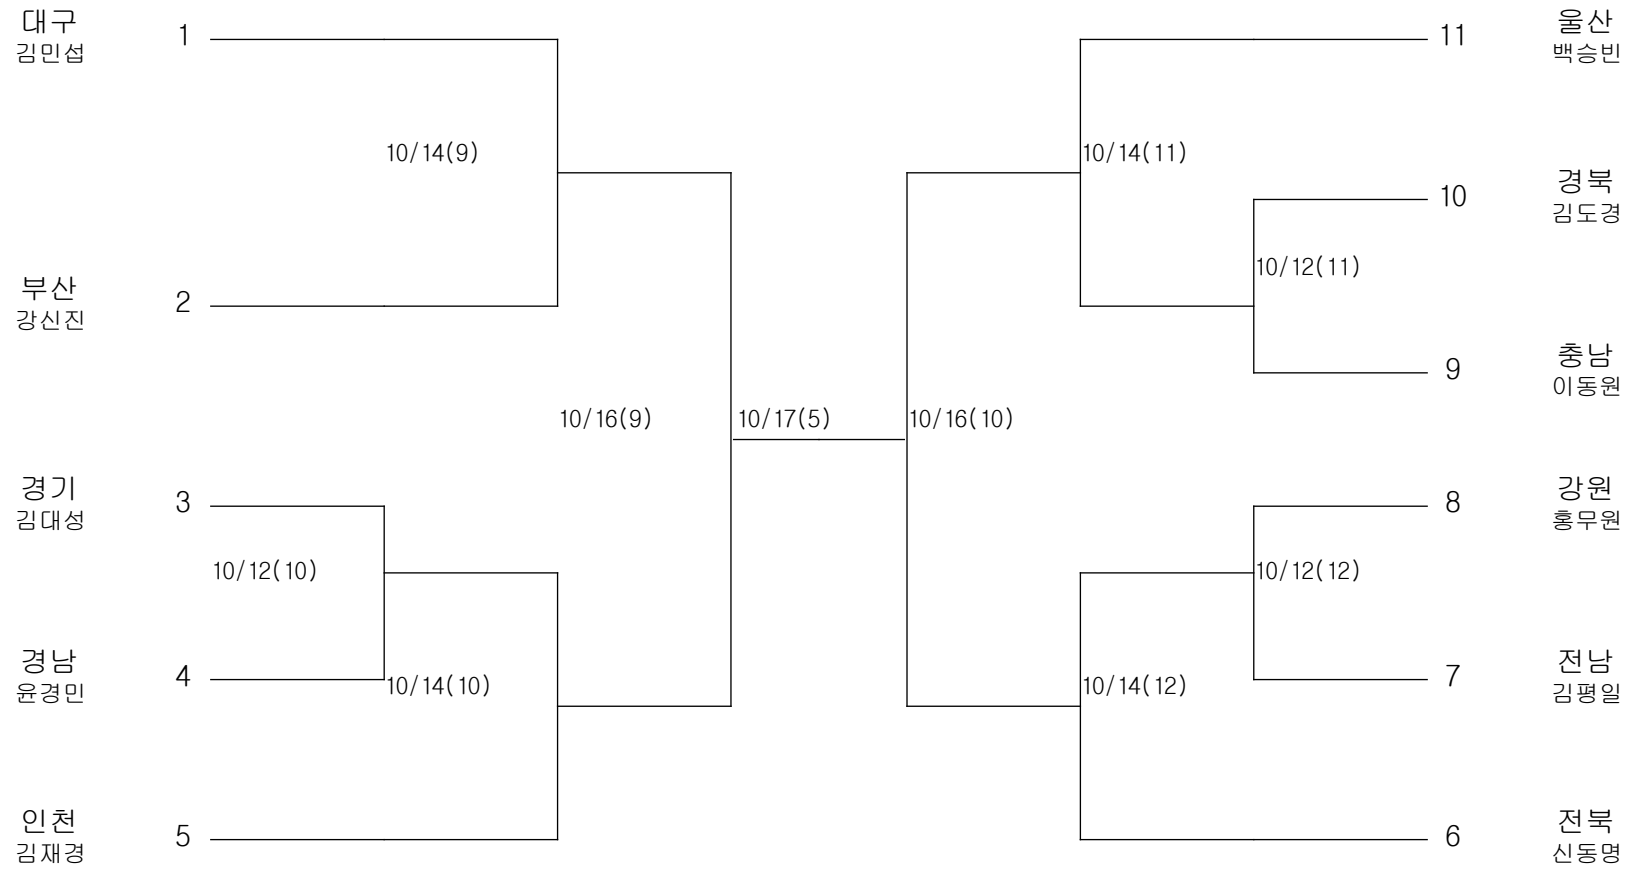 대구
김민섭
1
10/14(9)
부산
강신진
2
10/16(9)
경기
김대성
3
10/12(10)
경남
윤경민
4
10/14(10)
인천
김재경
5
10/17(5)
울산
백승빈
11
10/14(11)
경북
김도경
10
10/12(11)
충남
이동원
9
10/16(10)
강원
홍무원
8
10/12(12)
전남
김평일
7
10/14(12)
전북
신동명
6